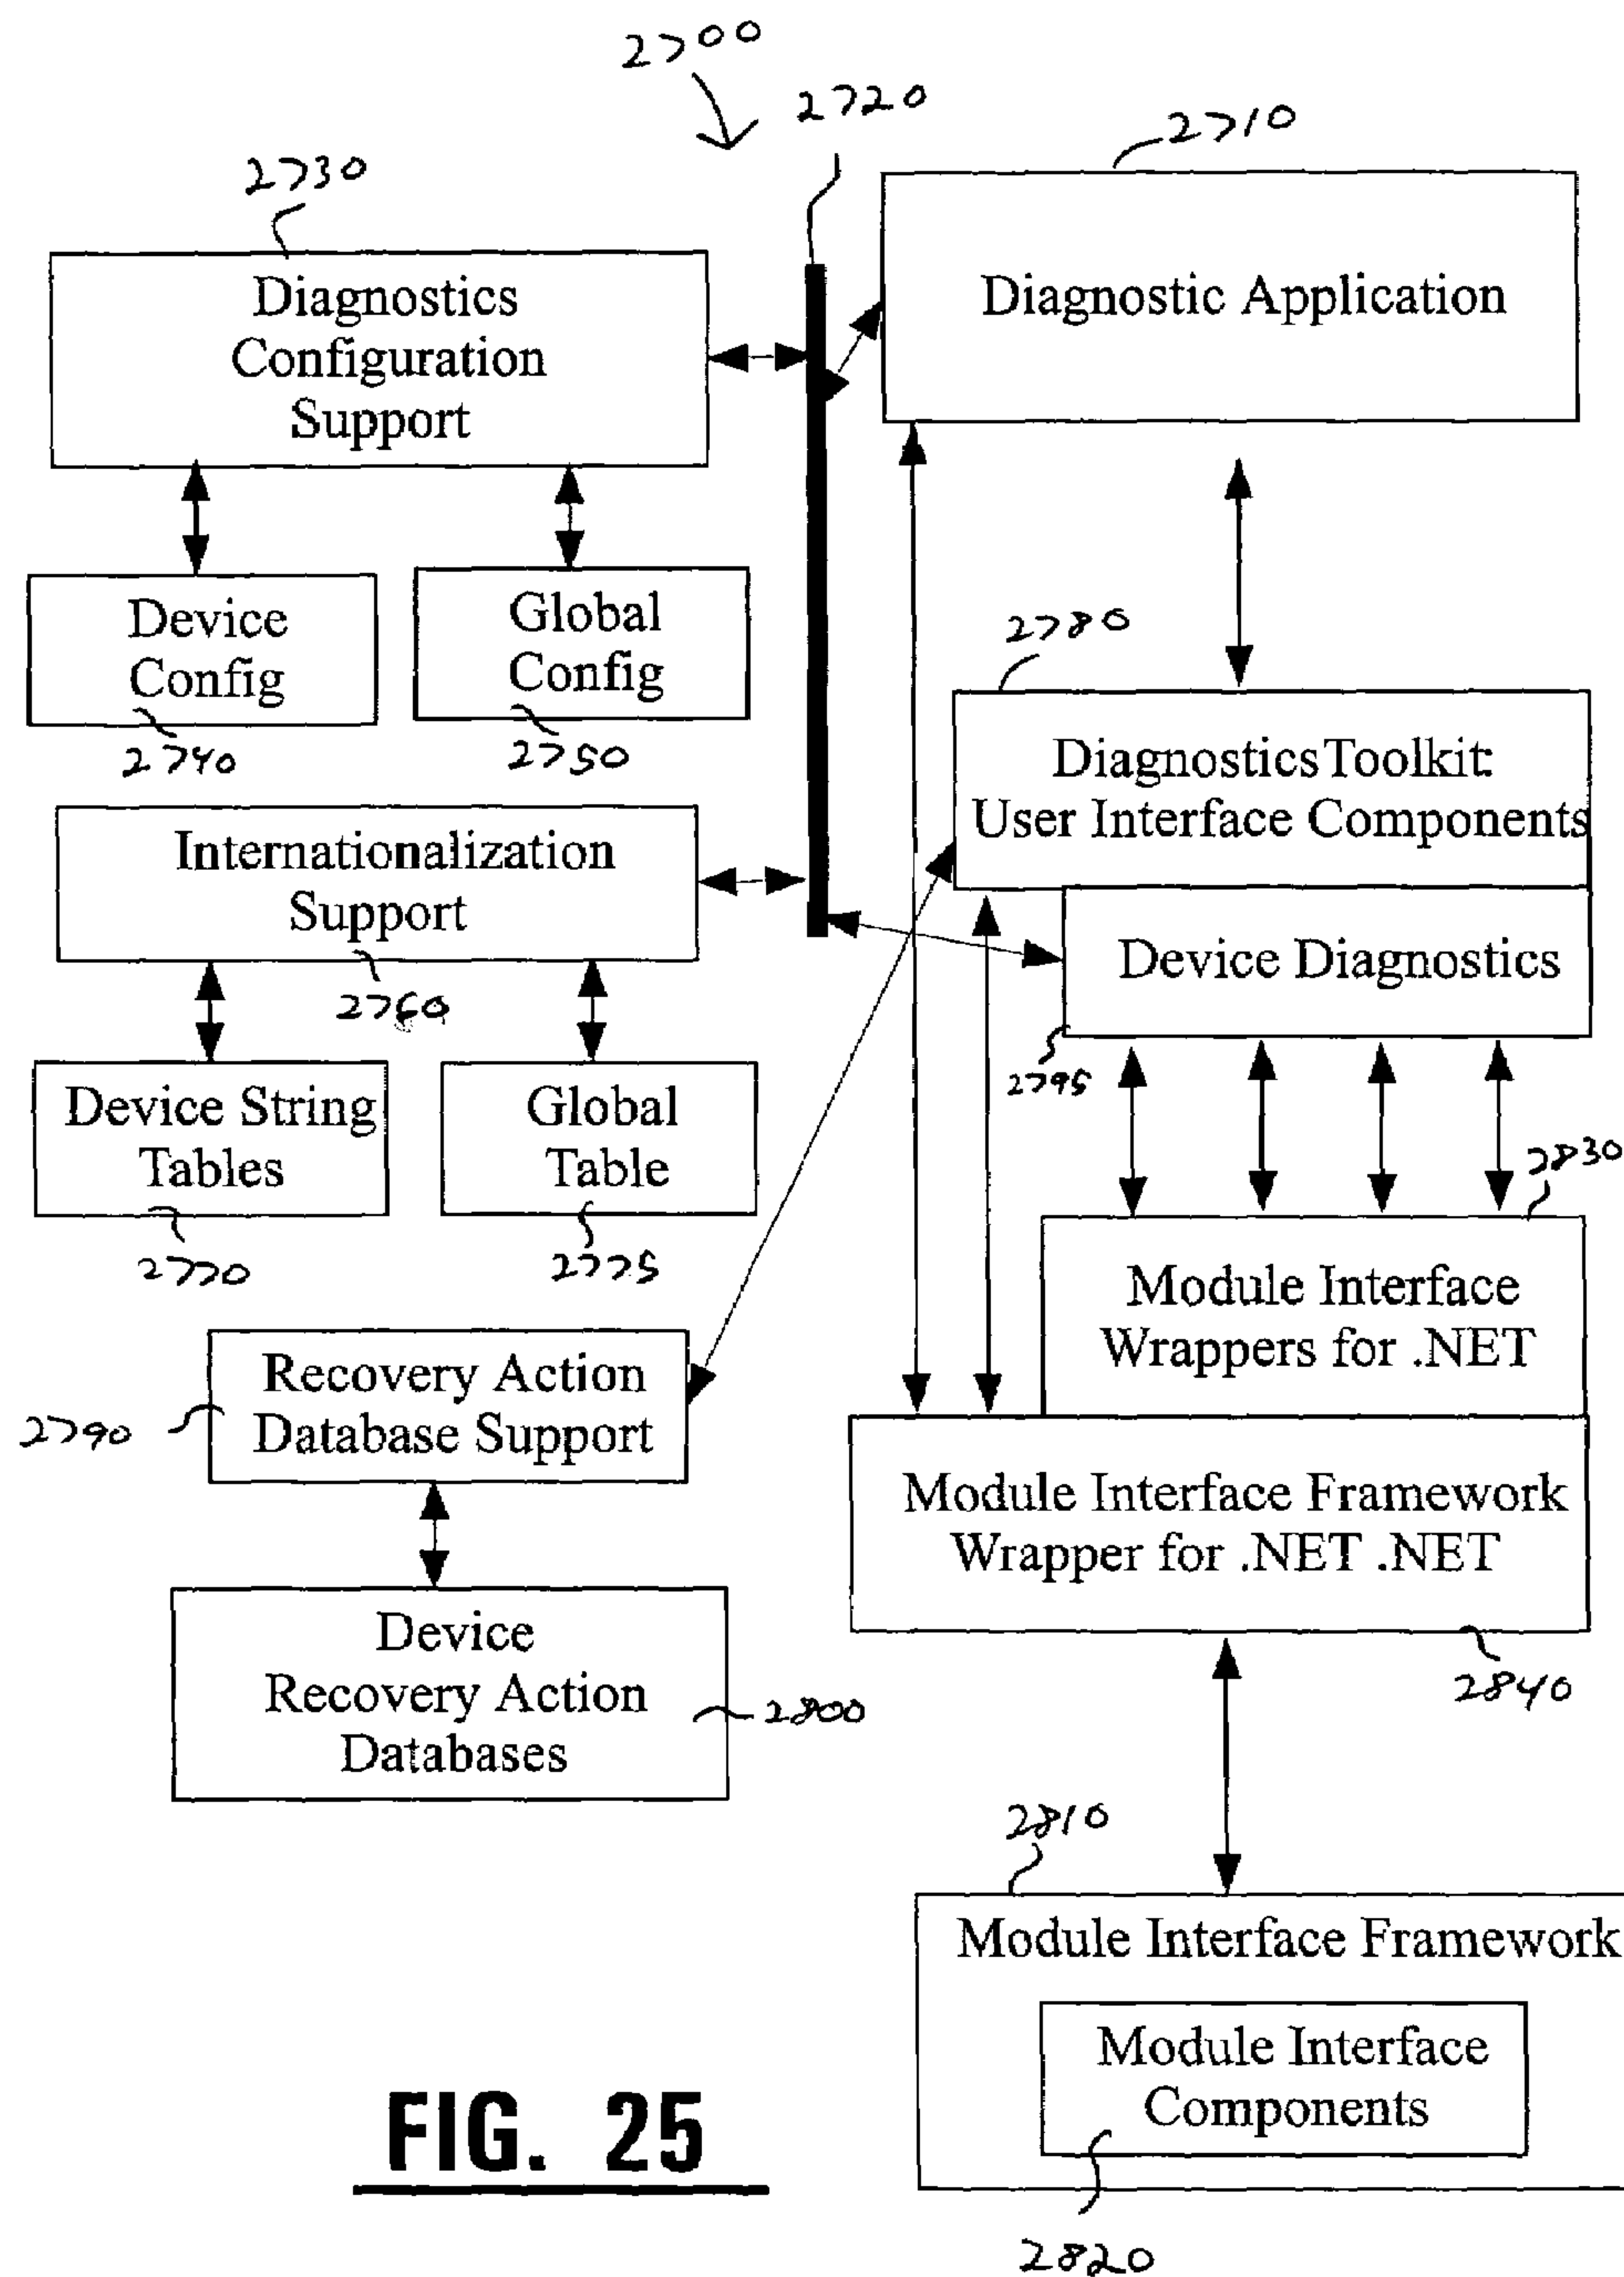 2700
2720
2710
2730
Diagnostics
Configuration
Support
Diagnostic Application
Device
Config
2740
Global
Config
2750
2780
Diagnostics Toolkit:
User Interface Components
Internationalization
Support
2760
Device Diagnostics
2795
Device String
Tables
2770
Global
Table
2775
2830
Module Interface
Wrappers for .NET
Recovery Action
Database Support
2790
Module Interface Framework
Wrapper for .NET .NET
2840
Device
Recovery Action
Databases
2800
2810
Module Interface Framework
Module Interface
Components
2820
FIG. 25